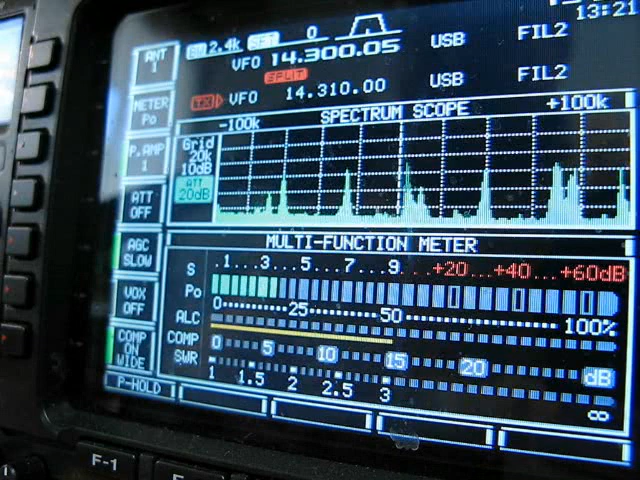 13:21
ANT 1
BW 2.4k SFT 0
VFO 14.300.05 USB FIL2
SPLIT
METER Po
TX VFO 14.310.00 USB FIL2
P.AMP 1
SPECTRUM SCOPE
-100k +100k
Grid 20k 10dB
ATT 20dB
ATT OFF
MULTI-FUNCTION METER
AGC SLOW
S .1...3...5...7...9...+20...+40...+60dB
Po
0 25 50 100%
VOX OFF
ALC
COMP 0 5 10 15 20 dB
COMP ON WIDE
SWR
1 1.5 2 2.5 3 ∞
P-HOLD
F-1